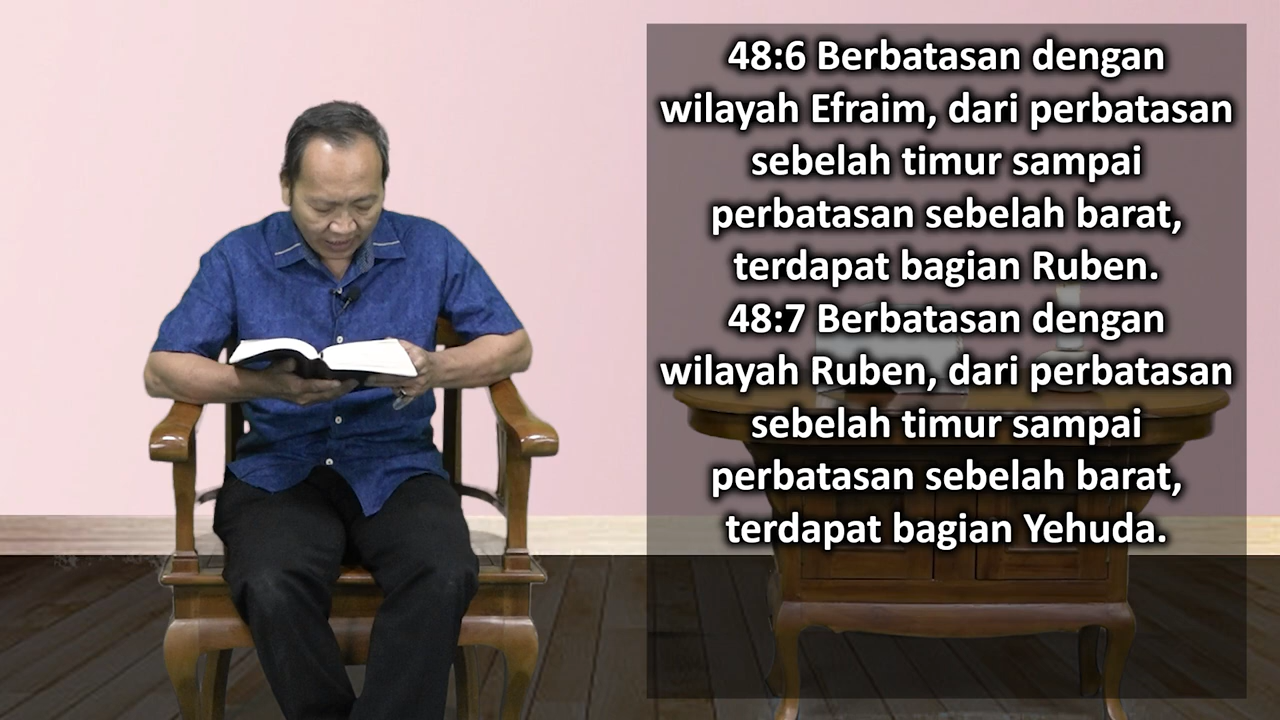 48:6 Berbatasan dengan
wilayah Efraim, dari perbatasan
sebelah timur sampai
perbatasan sebelah barat,
terdapat bagian Ruben.
48:7 Berbatasan dengan
wilayah Ruben, dari perbatasan
sebelah timur sampai
perbatasan sebelah barat,
terdapat bagian Yehuda.